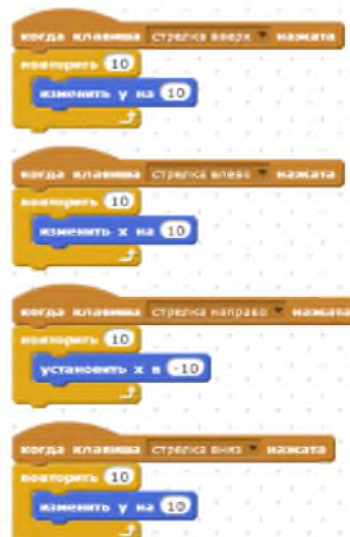 когда клавиша стрелка вверх нажата
повторить 10
изменить y на 10
когда клавиша стрелка влево нажата
повторить 10
изменить x на 10
когда клавиша стрелка направо нажата
повторить 10
установить x в -10
когда клавиша стрелка вниз нажата
повторить 10
изменить y на 10